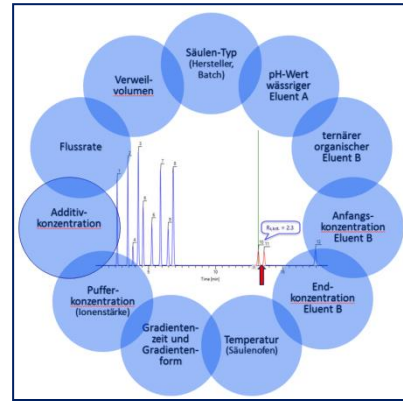 Säulen-Typ
(Hersteller,
Batch)
pH-Wert
wässriger
Eluent A
ternärer
organischer
Eluent B
Anfangs-
konzentration
Eluent B
End-
konzentration
Eluent B
Temperatur
(Säulenofen)
Gradienten-
zeit und
Gradienten-
form
Puffer-
konzentration
(Ionenstärke)
Additiv-
konzentration
Flussrate
Verweil-
volumen
Time (min)